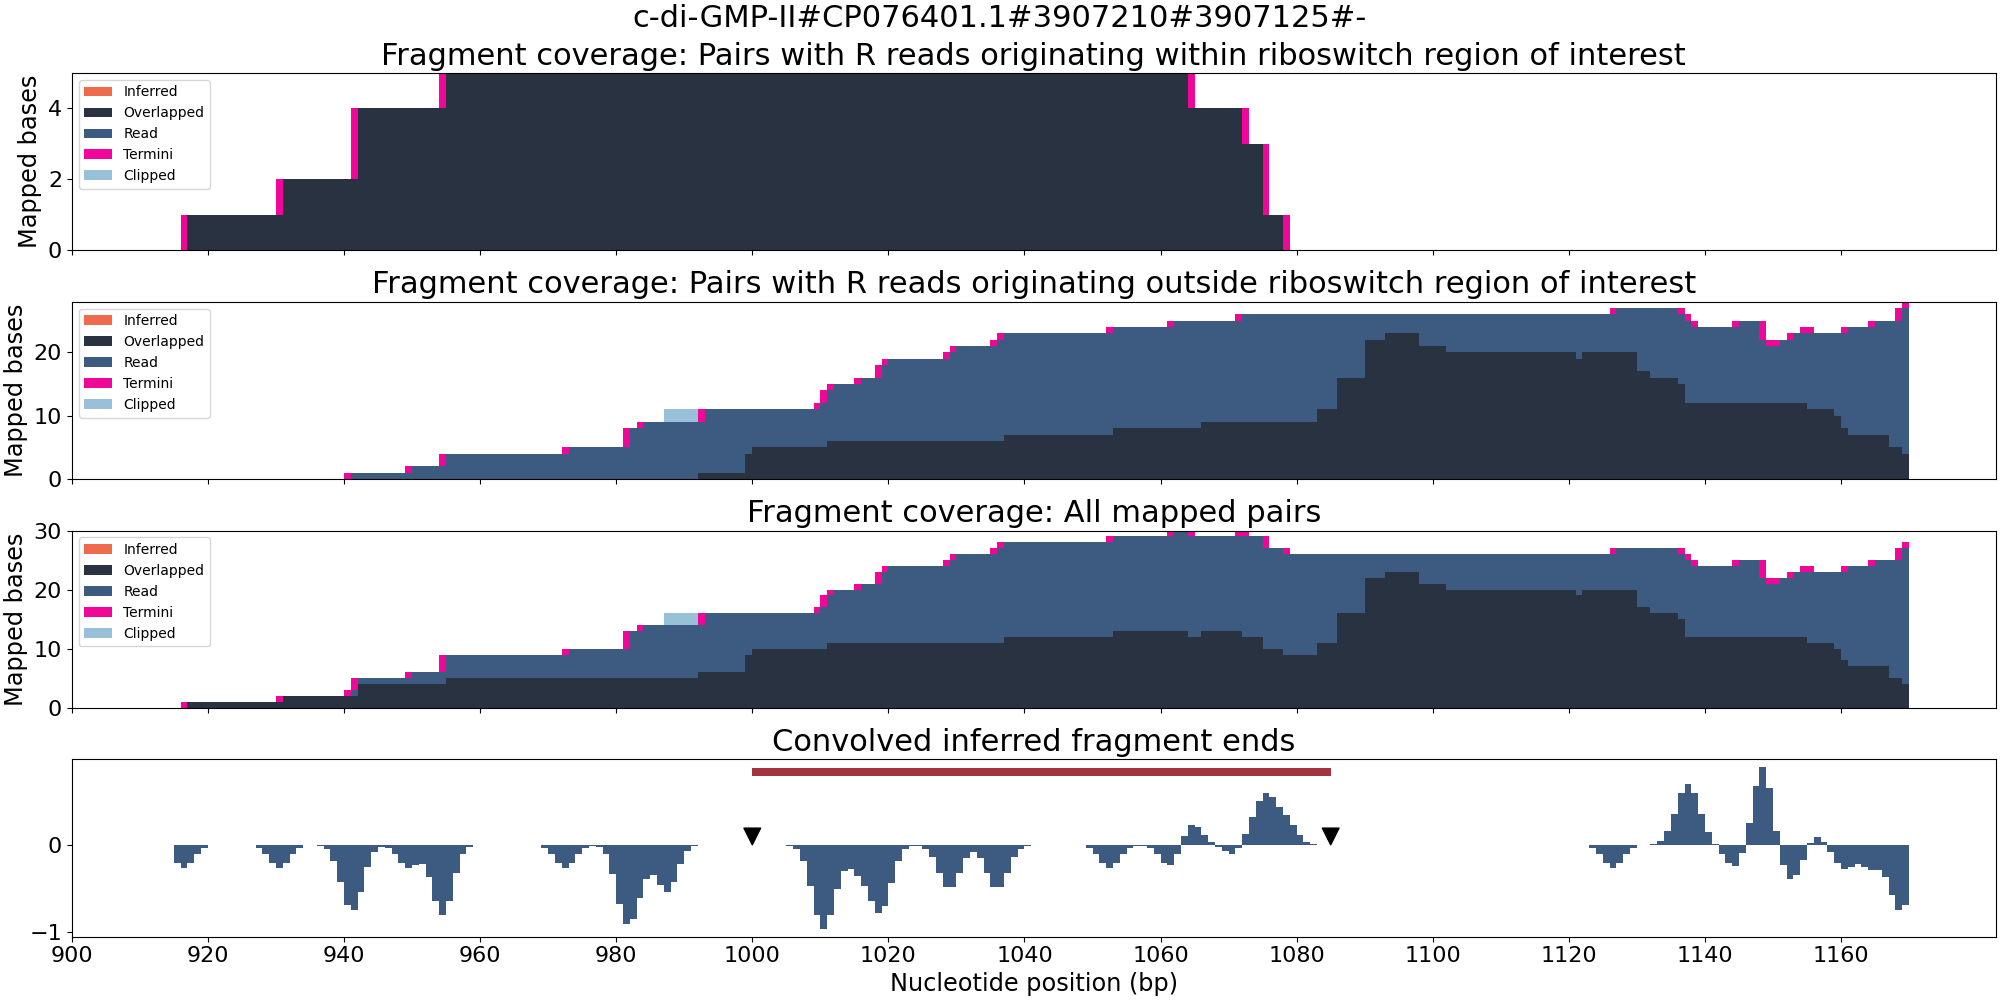 c-di-GMP-II#CP076401.1#3907210#3907125#-
Fragment coverage: Pairs with R reads originating within riboswitch region of interest
Mapped bases
4
2
0
Inferred
Overlapped
Read
Termini
Clipped
Fragment coverage: Pairs with R reads originating outside riboswitch region of interest
Mapped bases
20
10
0
Inferred
Overlapped
Read
Termini
Clipped
Fragment coverage: All mapped pairs
Mapped bases
30
20
10
0
Inferred
Overlapped
Read
Termini
Clipped
Convolved inferred fragment ends
0
−1
900 920 940 960 980 1000 1020 1040 1060 1080 1100 1120 1140 1160
Nucleotide position (bp)